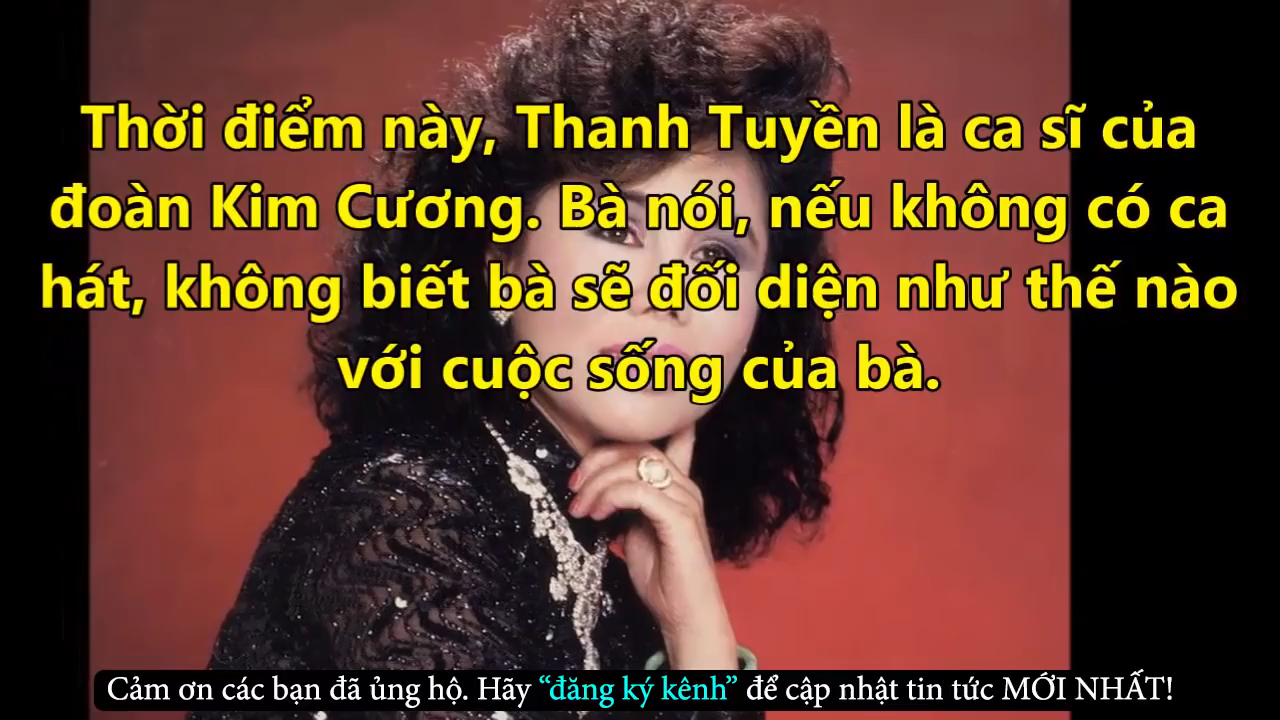 Thời điểm này, Thanh Tuyền là ca sĩ của
đoàn Kim Cương. Bà nói, nếu không có ca
hát, không biết bà sẽ đối diện như thế nào
với cuộc sống của bà.
Cảm ơn các bạn đã ủng hộ. Hãy “đăng ký kênh” để cập nhật tin tức MỚI NHẤT!